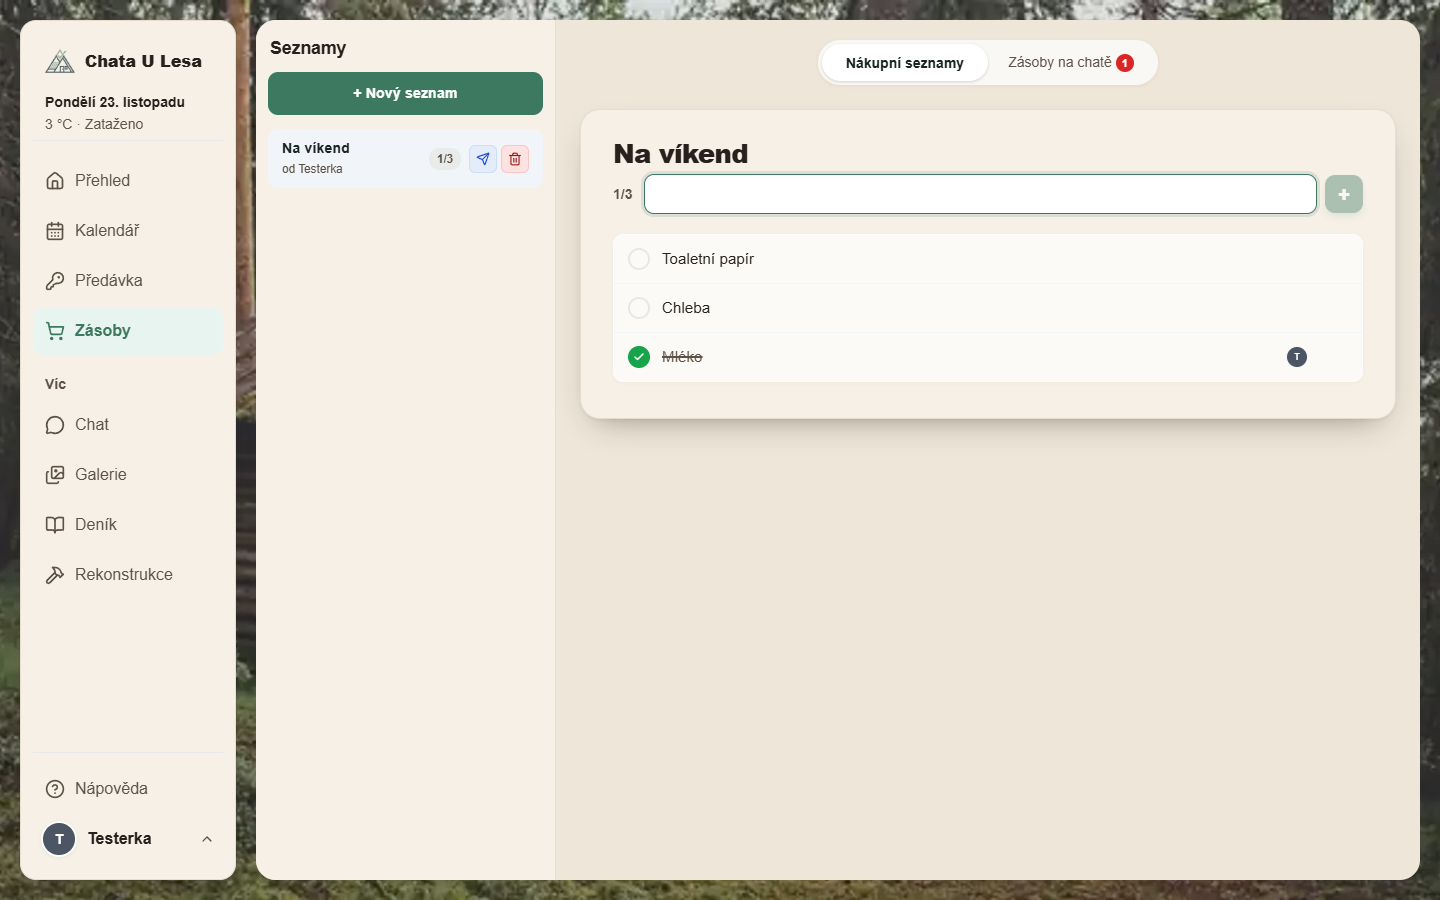 Chata U Lesa
Pondělí 23. listopadu
3 °C · Zataženo
Přehled
Kalendář
Předávka
Zásoby
Víc
Chat
Galerie
Deník
Rekonstrukce
Nápověda
T
Testerka
Seznamy
+ Nový seznam
Na víkend
od Testerka
1/3
Nákupní seznamy
Zásoby na chatě 1
Na víkend
1/3
+
Toaletní papír
Chleba
Mléko
T